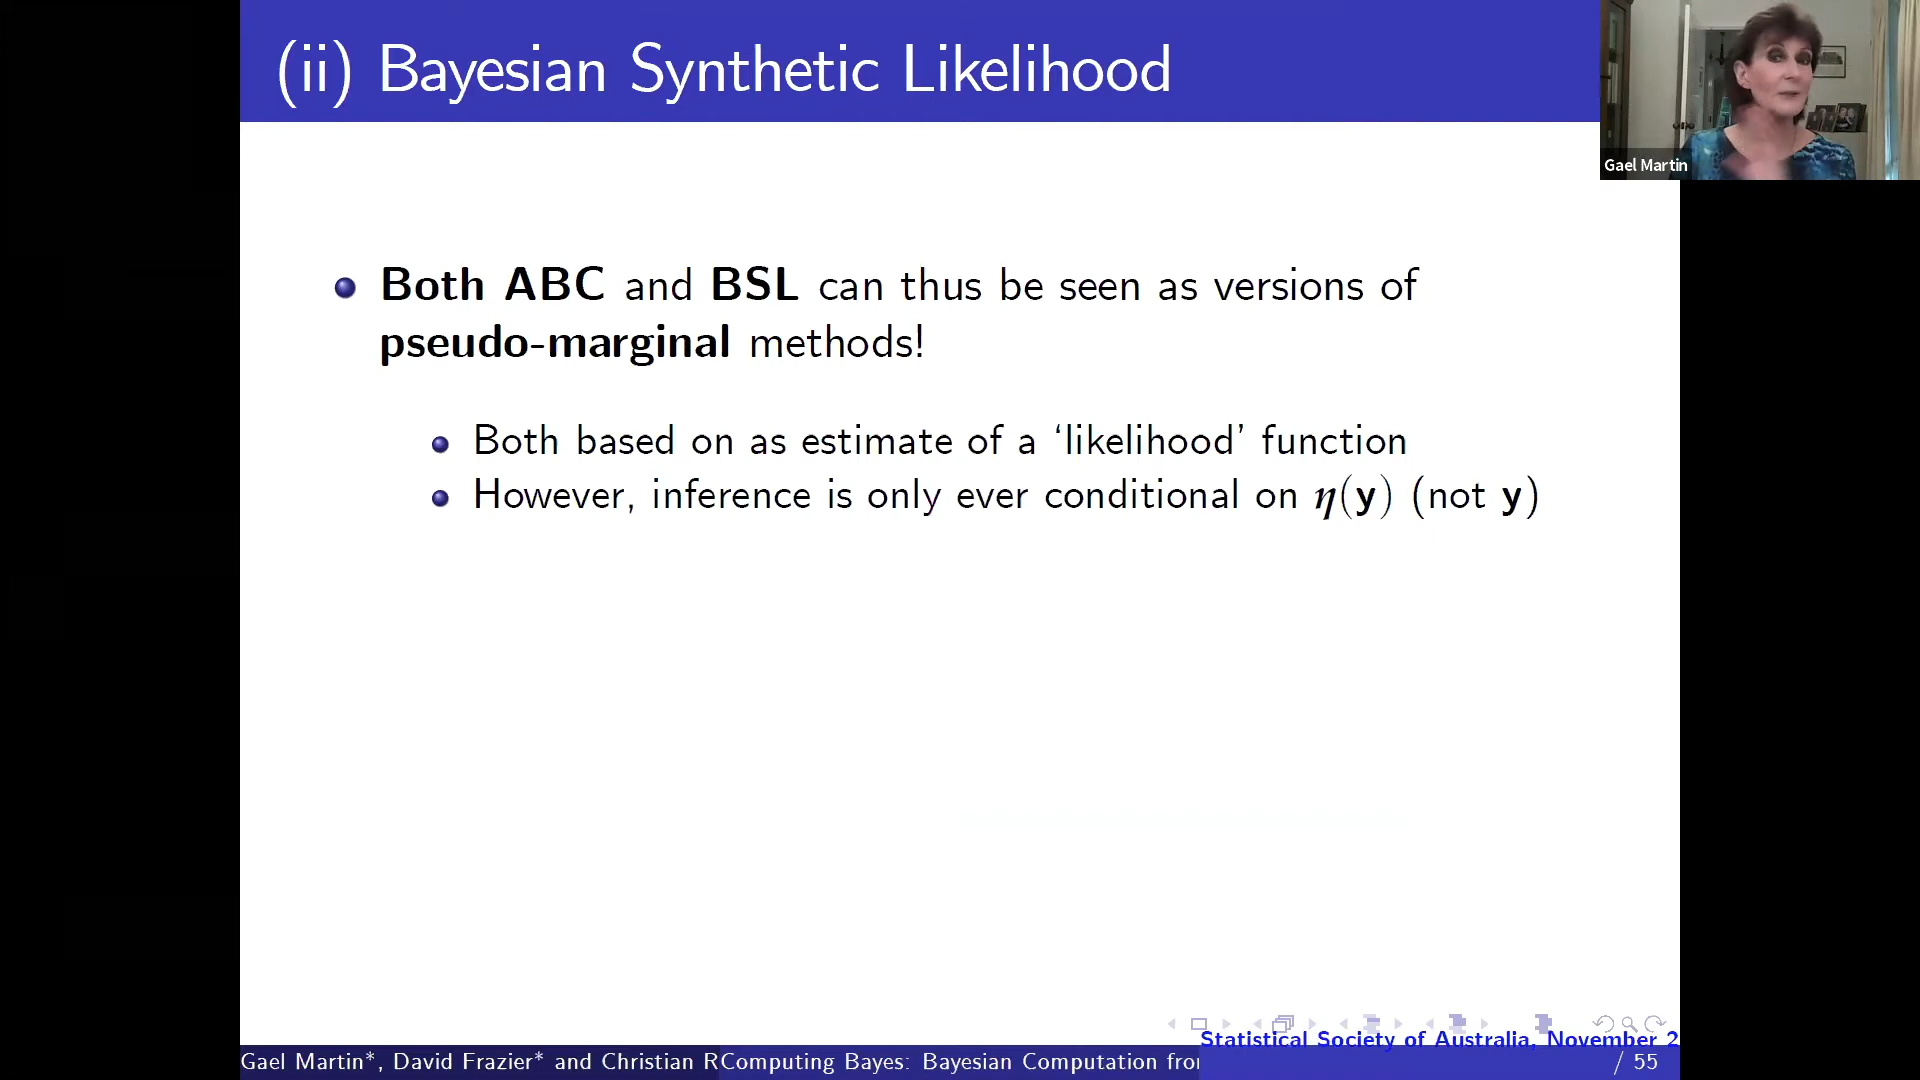 (ii) Bayesian Synthetic Likelihood
Gael Martin
Both ABC and BSL can thus be seen as versions of
pseudo-marginal methods!
Both based on as estimate of a ‘likelihood’ function
However, inference is only ever conditional on η(y) (not y)
Statistical Society of Australia, November 2
Gael Martin*, David Frazier* and Christian R
Computing Bayes: Bayesian Computation from
/ 55